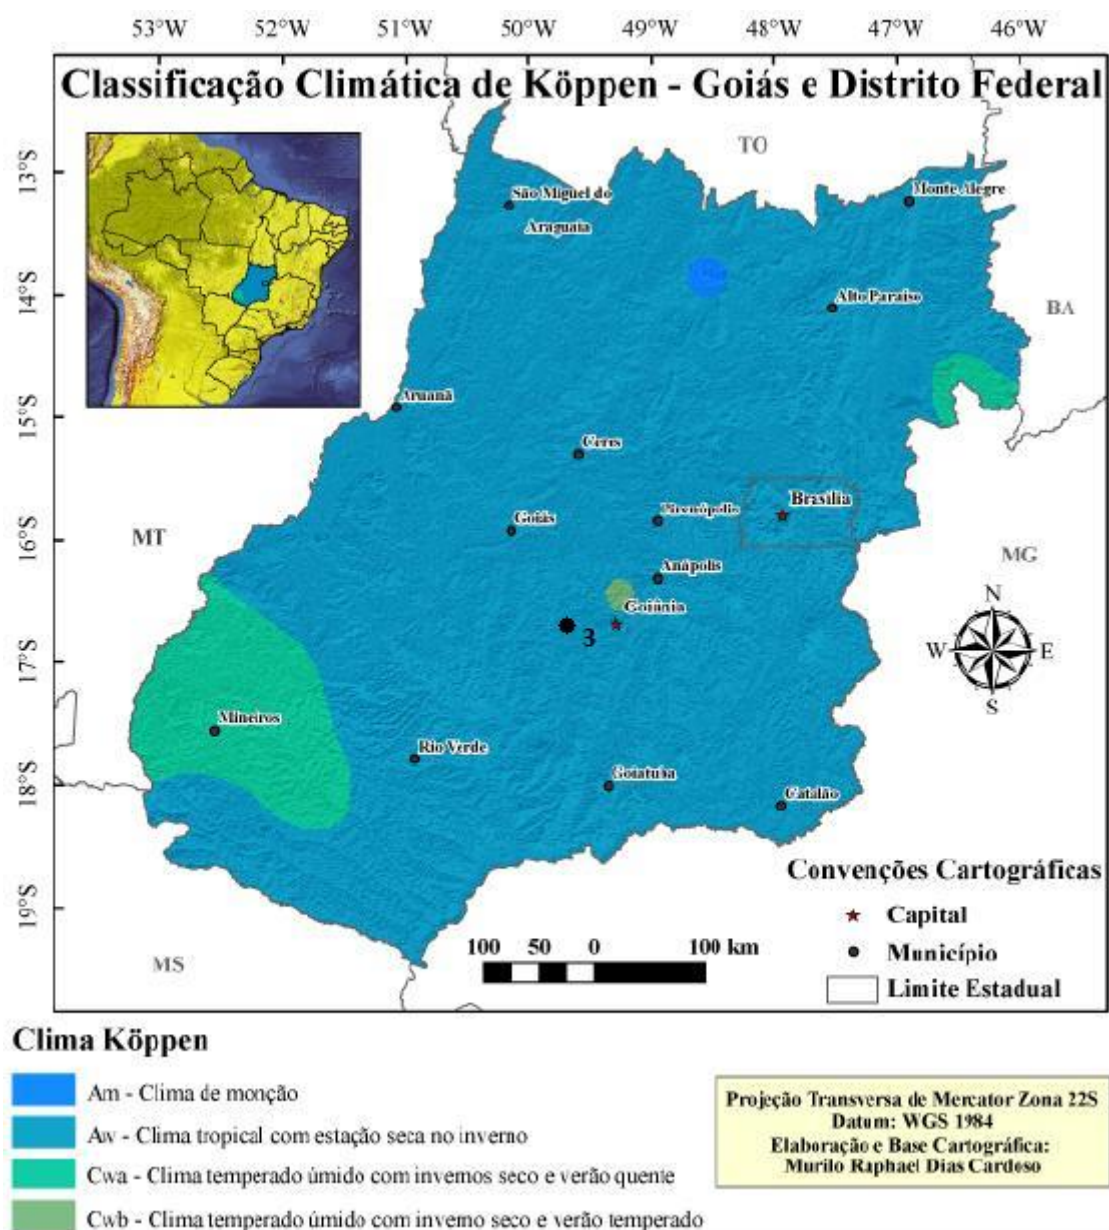 53°W 52°W 51°W 50°W 49°W 48°W 47°W 46°W
Classificação Climática de Köppen - Goiás e Distrito Federal
TO
13°S
São Miguel do
Araguaia
Monte Alegre
14°S
Alto Paraíso
BA
Aruanã
15°S
Ceres
Brasília
Goiás
Pirenópolis
16°S
MT
MG
Anápolis
Goiânia
3
N
W E
S
17°S
Mineiros
Rio Verde
Goiatuba
18°S
Catalão
Convenções Cartográficas
Capital
19°S
100 50 0 100 km
Município
MS
Limite Estadual
Clima Köppen
Am - Clima de monção
Aw - Clima tropical com estação seca no inverno
Cwa - Clima temperado úmido com invernos seco e verão quente
Cwb - Clima temperado úmido com inverno seco e verão temperado
Projeção Transversa de Mercator Zona 22S
Datum: WGS 1984
Elaboração e Base Cartográfica:
Murilo Raphael Dias Cardoso